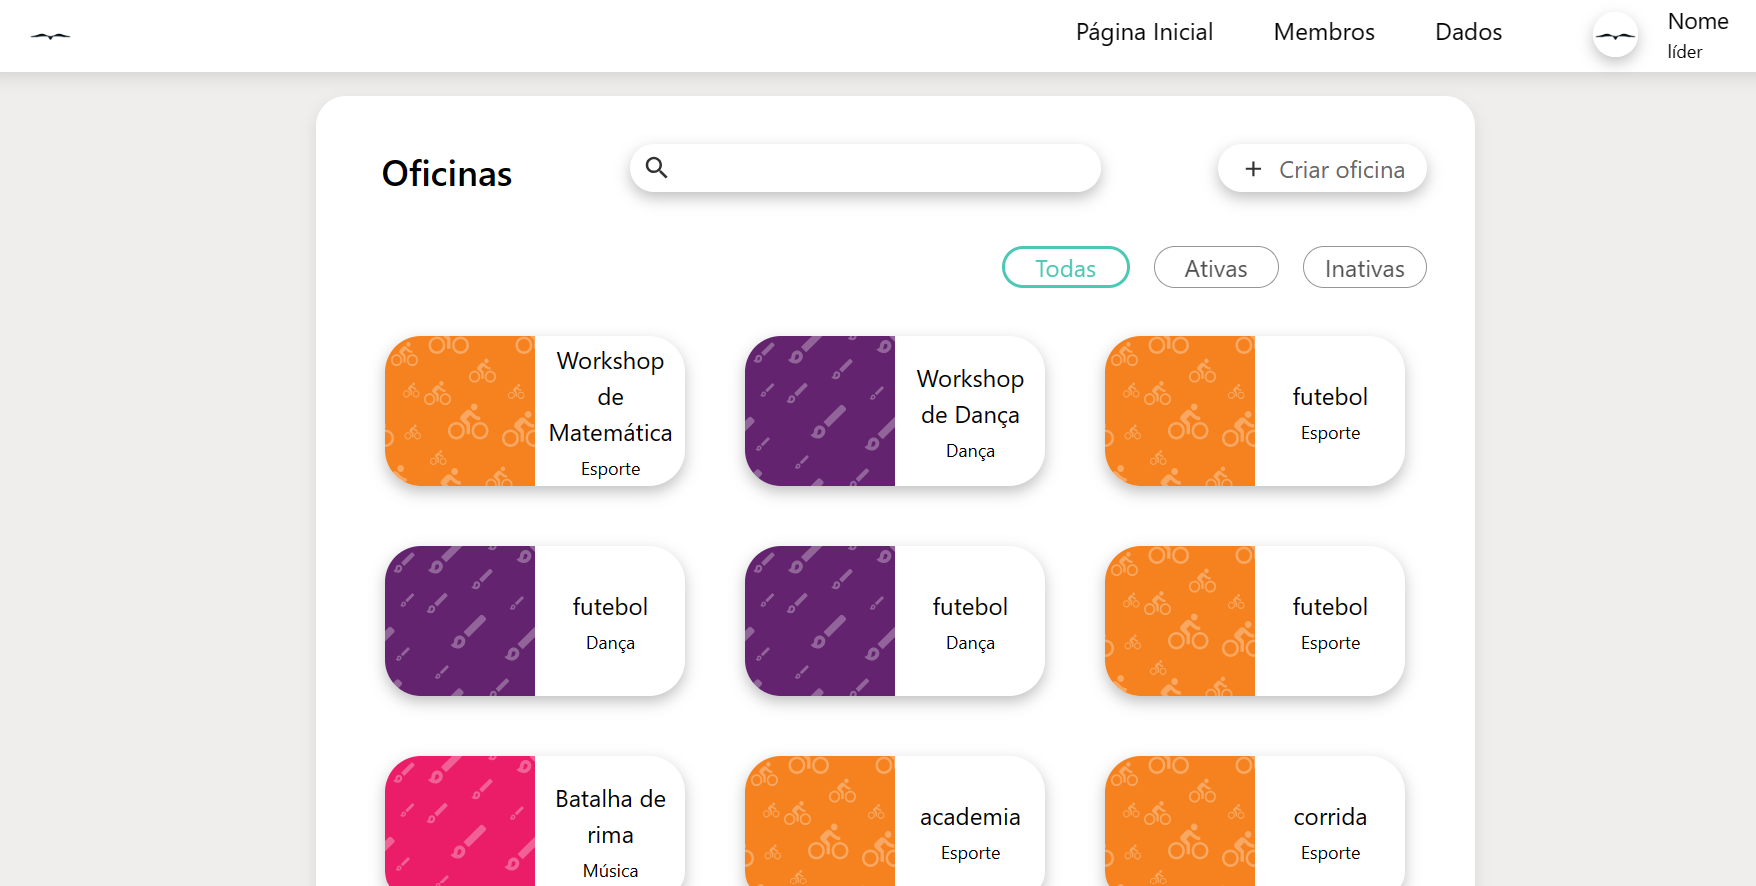 Página Inicial
Membros
Dados
Nome
líder
Oficinas
+ Criar oficina
Todas
Ativas
Inativas
Workshop
de
Matemática
Esporte
Workshop
de Dança
Dança
futebol
Esporte
futebol
Dança
futebol
Dança
futebol
Esporte
Batalha de
rima
Música
academia
Esporte
corrida
Esporte